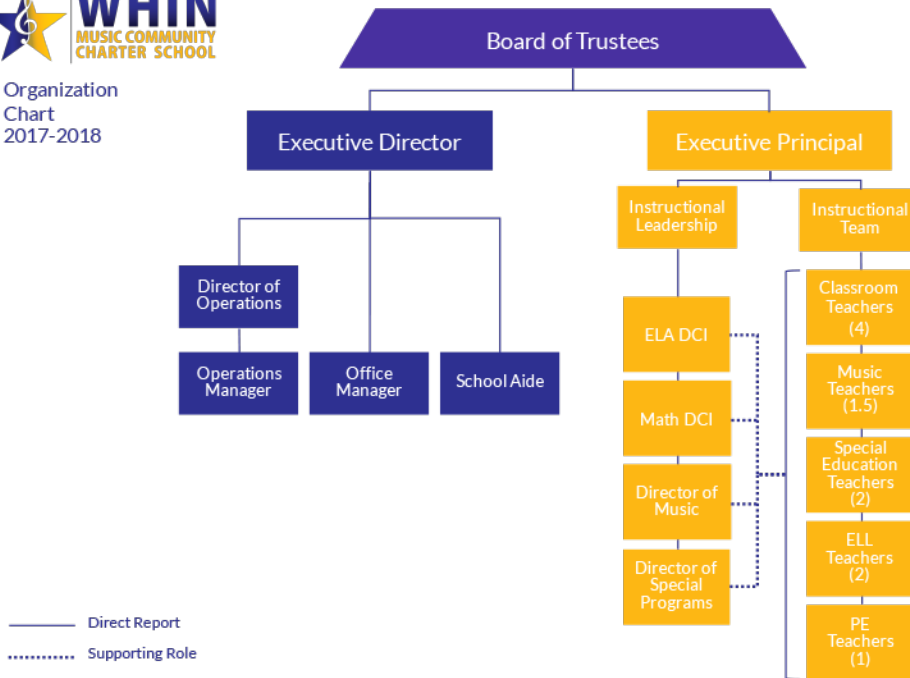 WHIN
MUSIC COMMUNITY
CHARTER SCHOOL
Organization
Chart
2017-2018
Board of Trustees
Executive Director
Executive Principal
Instructional
Leadership
Instructional
Team
Director of
Operations
Operations
Manager
Office
Manager
School Aide
ELA DCI
Math DCI
Director of
Music
Director of
Special
Programs
Classroom
Teachers
(4)
Music
Teachers
(1.5)
Special
Education
Teachers
(2)
ELL
Teachers
(2)
PE
Teachers
(1)
Direct Report
Supporting Role